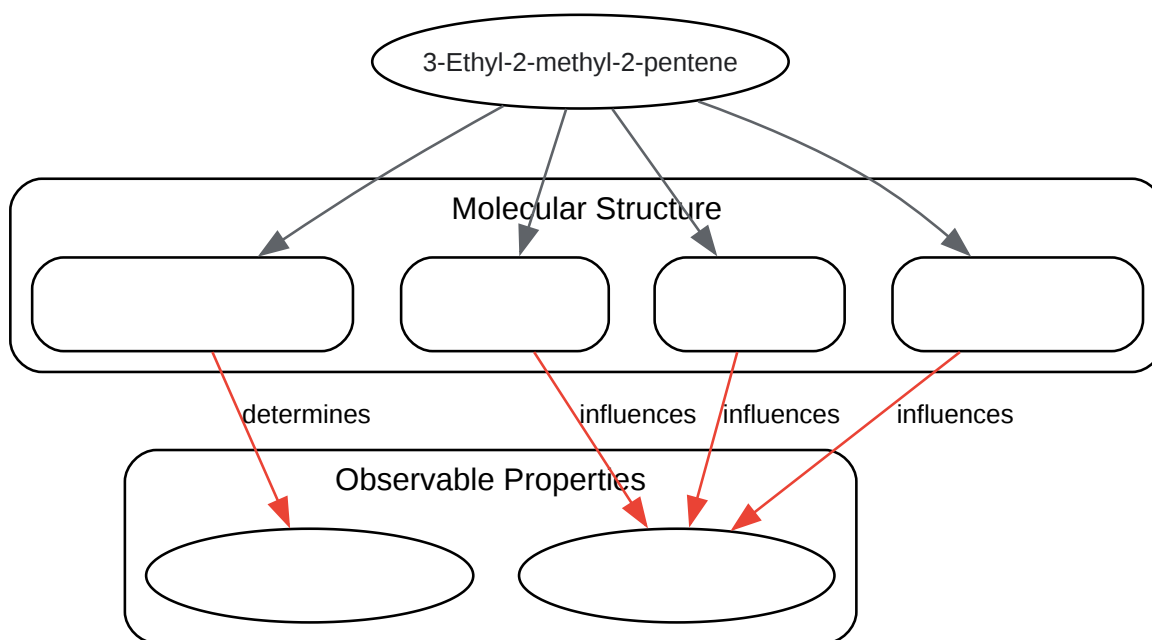 3-Ethyl-2-methyl-2-pentene
Molecular Structure
determines
influences
influences
influences
Observable Properties